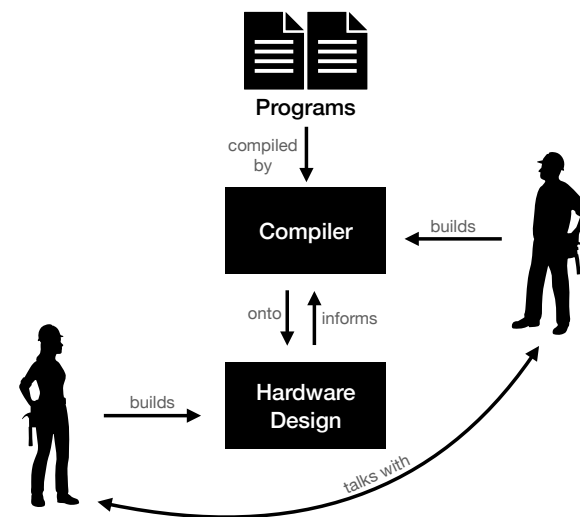 Programs
compiled
by
Compiler
builds
onto
informs
Hardware
Design
builds
talks with